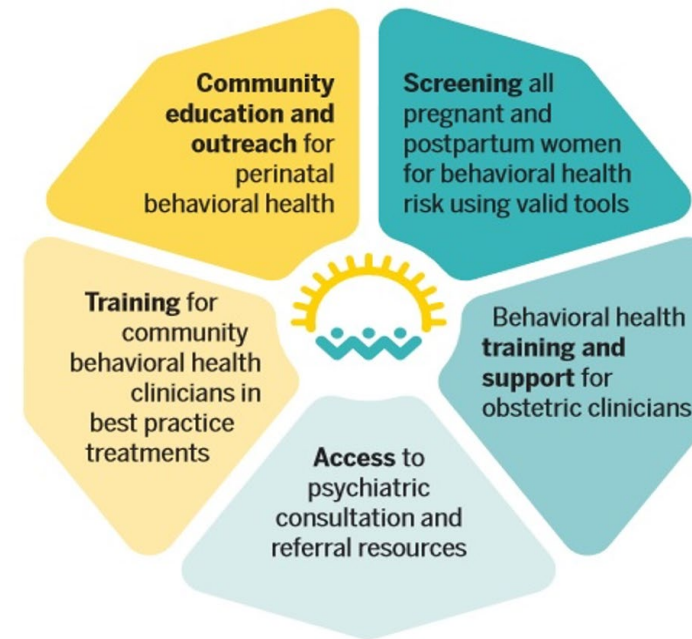 Community
education and
outreach for
perinatal
behavioral health
Screening all
pregnant and
postpartum women
for behavioral health
risk using valid tools
Behavioral health
training and
support for
obstetric clinicians
Access to
psychiatric
consultation and
referral resources
Training for
community
behavioral health
clinicians in
best practice
treatments